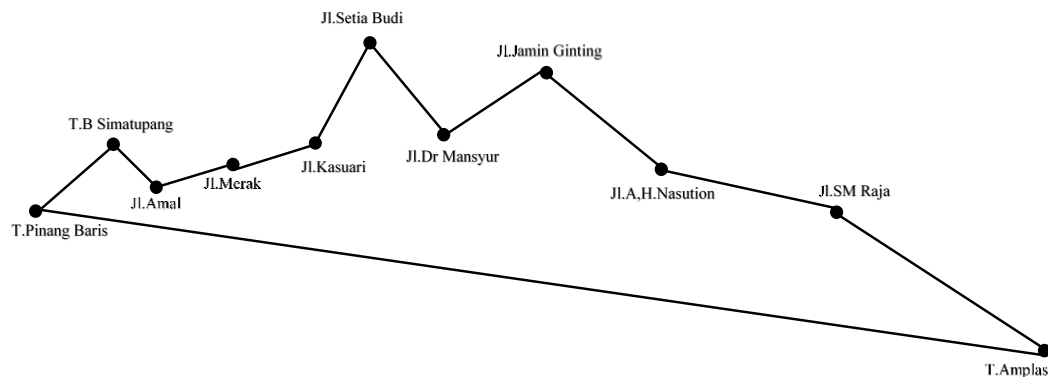 Jl.Setia Budi
Jl.Jamin Ginting
T.B Simatupang
Jl.Dr Mansyur
Jl.Kasuari
Jl.Merak
Jl.Amal
Jl.A,H.Nasution
Jl.SM Raja
T.Pinang Baris
T.Amplas